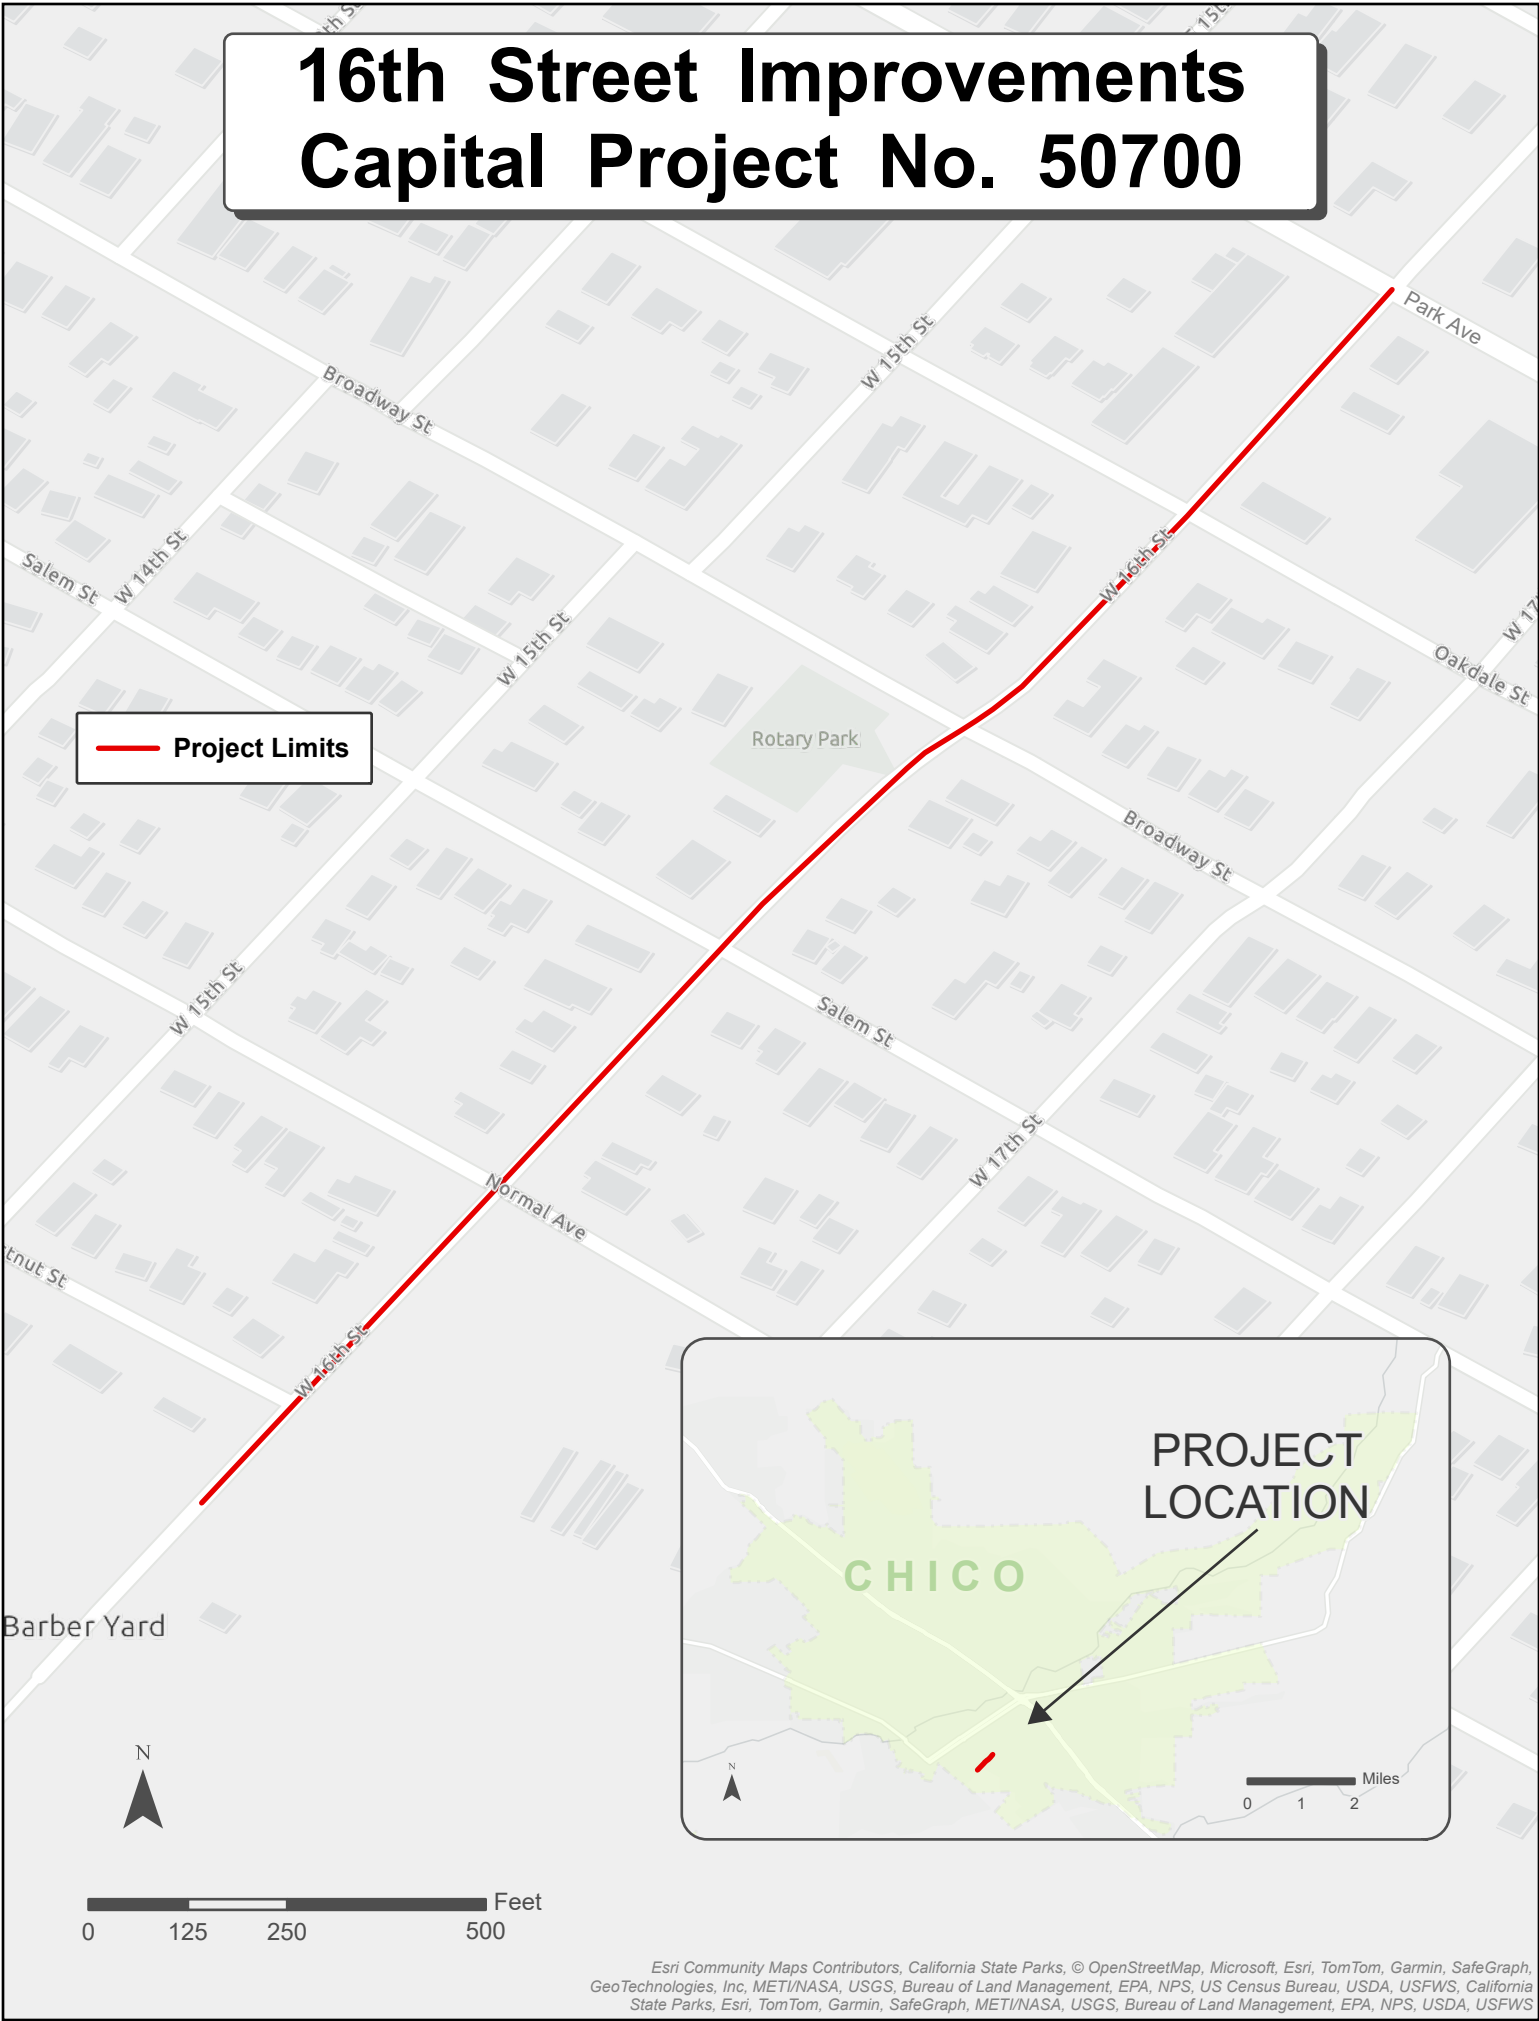 16th Street Improvements
Capital Project No. 50700
Park Ave
W 15th St
Broadway St
W 16th St
W 14th St
Salem St
W 15th St
Oakdale St
Rotary Park
Project Limits
Broadway St
W 15th St
Salem St
W 17th St
Normal Ave
W 16th St
PROJECT
LOCATION
CHICO
Barber Yard
N
N
Miles
0 1 2
Feet
0 125 250 500
Esri Community Maps Contributors, California State Parks, © OpenStreetMap, Microsoft, Esri, TomTom, Garmin, SafeGraph,
GeoTechnologies, Inc, METI/NASA, USGS, Bureau of Land Management, EPA, NPS, US Census Bureau, USDA, USFWS, California
State Parks, Esri, TomTom, Garmin, SafeGraph, METI/NASA, USGS, Bureau of Land Management, EPA, NPS, USDA, USFWS